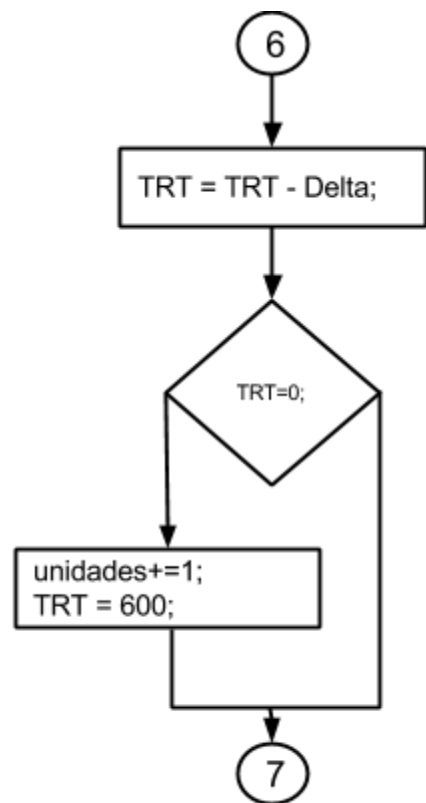 6
TRT = TRT - Delta;
TRT=0;
unidades+=1;
TRT = 600;
7